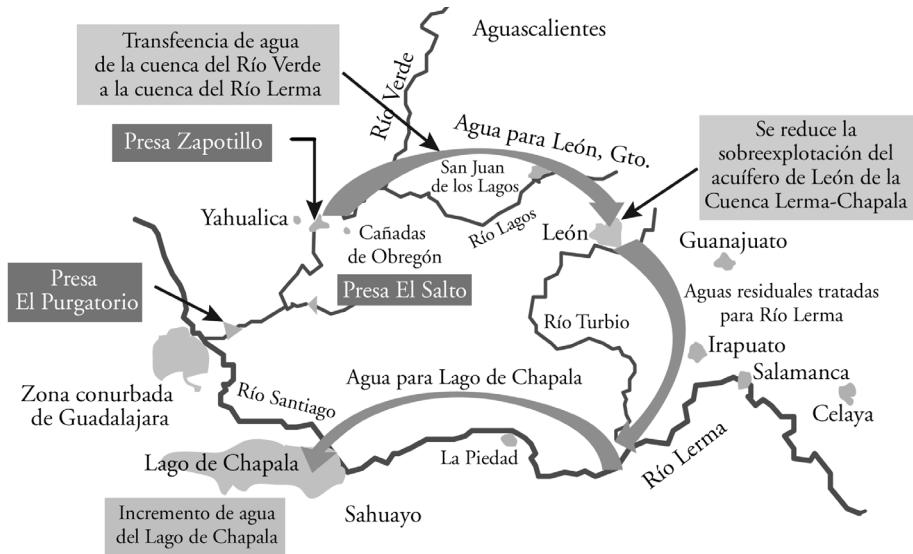 Aguascalientes
Transfeencia de agua
de la cuenca del Río Verde
a la cuenca del Río Lerma
Río Verde
Presa Zapotillo
Agua para León, Gto.
Se reduce la
sobreexplotación del
acuífero de León de la
Cuenca Lerma-Chapala
San Juan
de los Lagos
Río Lagos
Yahualica
Cañadas
de Obregón
León
Guanajuato
Presa
El Purgatorio
Presa El Salto
Aguas residuales tratadas
para Río Lerma
Río Turbio
Irapuato
Zona conurbada
de Guadalajara
Río Santiago
Agua para Lago de Chapala
Salamanca
Celaya
Lago de Chapala
La Piedad
Río Lerma
Incremento de agua
del Lago de Chapala
Sahuayo